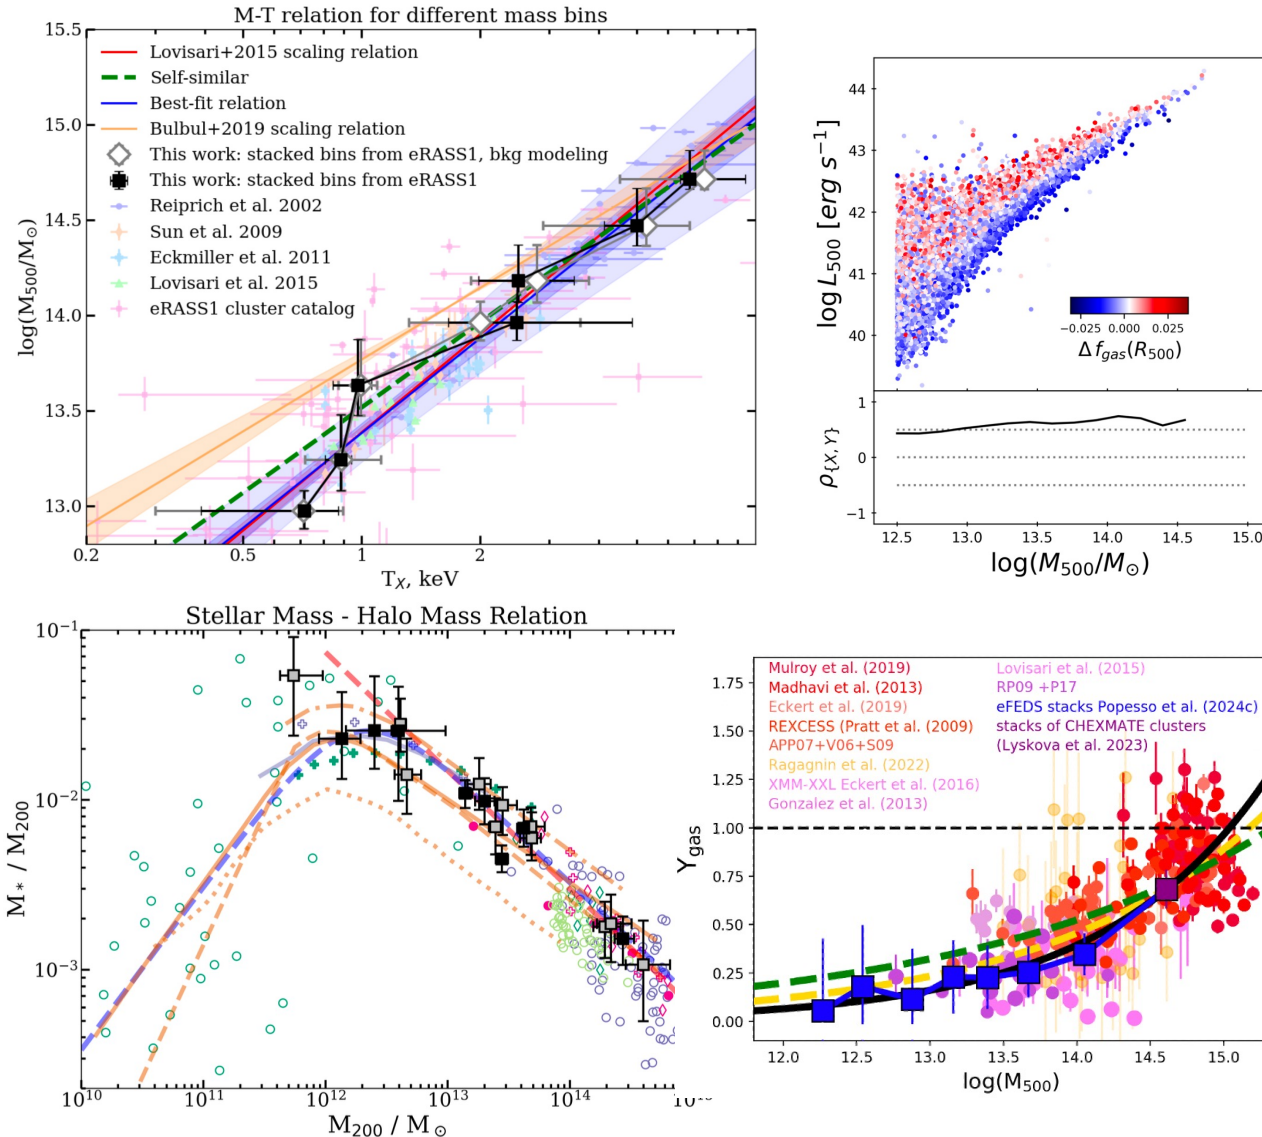 M-T relation for different mass bins
15.5
15.0
14.5
14.0
13.5
13.0
log(M₅₀₀/M☉)
Lovisari+2015 scaling relation
Self-similar
Best-fit relation
Bulbul+2019 scaling relation
This work: stacked bins from eRASS1, bkg modeling
This work: stacked bins from eRASS1
Reiprich et al. 2002
Sun et al. 2009
Eckmiller et al. 2011
Lovisari et al. 2015
eRASS1 cluster catalog
0.2 0.5 1 2
T_X, keV
44
43
42
41
40
log L₅₀₀ [erg s⁻¹]
−0.025 0.000 0.025
Δ f_gas(R₅₀₀)
1
0
−1
ρ_{X,Y}
12.5 13.0 13.5 14.0 14.5 15.0
log(M₅₀₀/M☉)
Stellar Mass - Halo Mass Relation
10⁻¹
10⁻²
10⁻³
M_* / M₂₀₀
10¹⁰ 10¹¹ 10¹² 10¹³ 10¹⁴
M₂₀₀ / M☉
Mulroy et al. (2019)
Madhavi et al. (2013)
Eckert et al. (2019)
REXCESS (Pratt et al. (2009)
APP07+V06+S09
Ragagnin et al. (2022)
XMM-XXL Eckert et al. (2016)
Gonzalez et al. (2013)
Lovisari et al. (2015)
RP09 +P17
eFEDS stacks Popesso et al. (2024c)
stacks of CHEXMATE clusters
(Lyskova et al. 2023)
1.75
1.50
1.25
1.00
0.75
0.50
0.25
0.00
Y_gas
12.0 12.5 13.0 13.5 14.0 14.5 15.0
log(M₅₀₀)